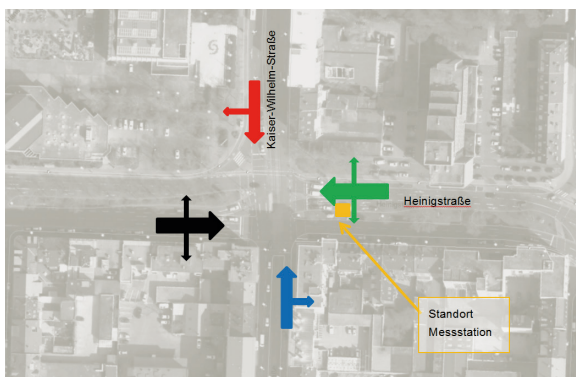 Kaiser-Wilhelm-Straße
Heinigstraße
Standort
Messstation